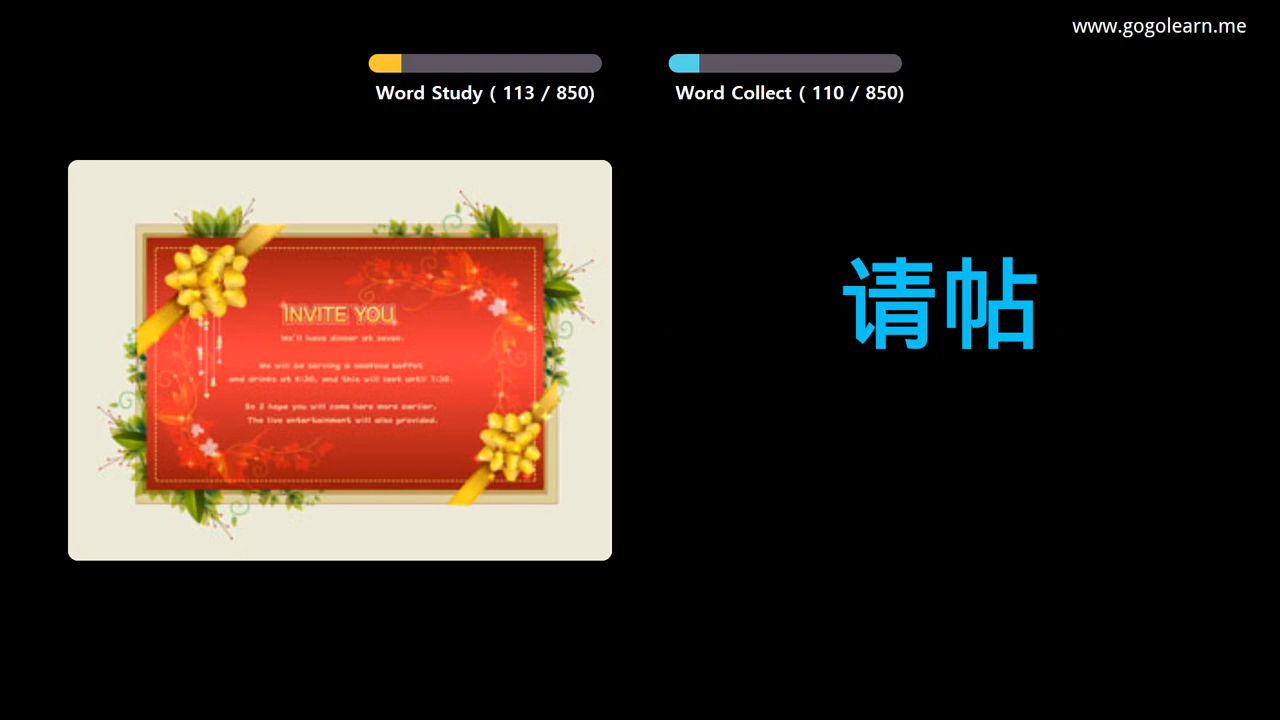 www.gogolearn.me
Word Study ( 113 / 850)
Word Collect ( 110 / 850)
INVITE YOU
We'll have dinner at seven.
We will be serving a seafood buffet
and drinks at 6:30, and this will last until 1:30.
So I hope you will come here more earlier.
The live entertainment will also provided.
请帖